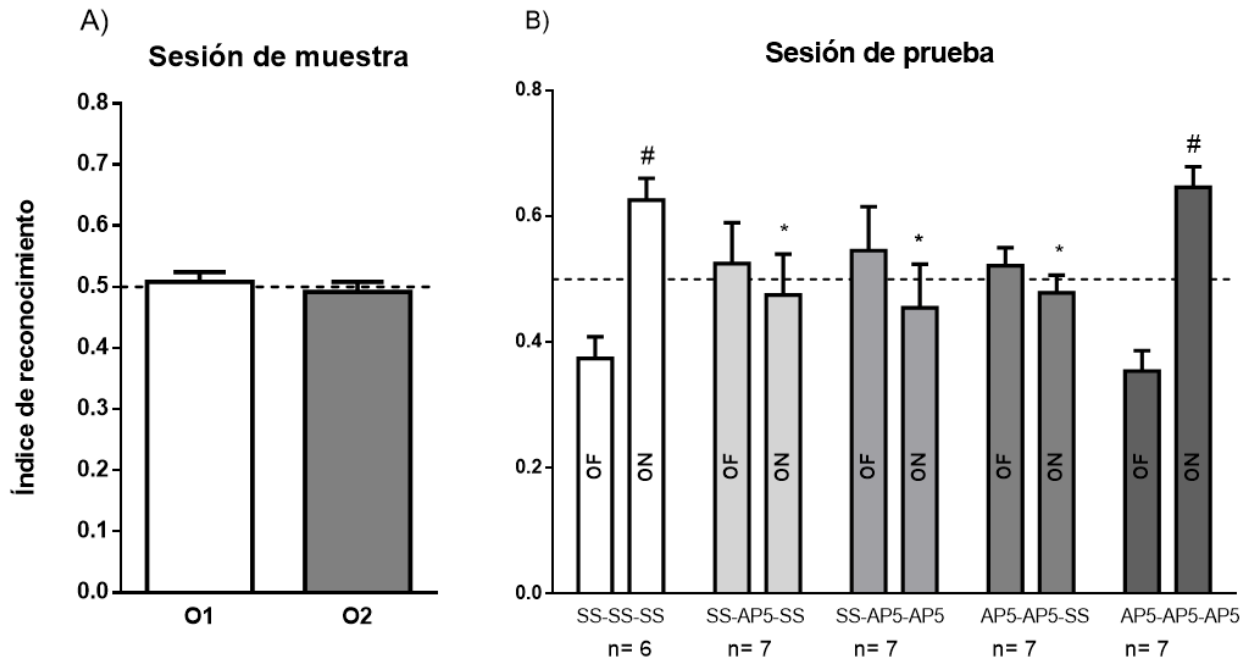 A)
Sesión de muestra
Índice de reconocimiento
0.8
0.7
0.6
0.5
0.4
0.3
0.2
0.1
0.0
O1 O2
B)
Sesión de prueba
0.8
0.6
0.4
0.2
0.0
# * * * #
OF ON OF ON OF ON OF ON OF ON
SS-SS-SS SS-AP5-SS SS-AP5-AP5 AP5-AP5-SS AP5-AP5-AP5
n= 6 n= 7 n= 7 n= 7 n= 7